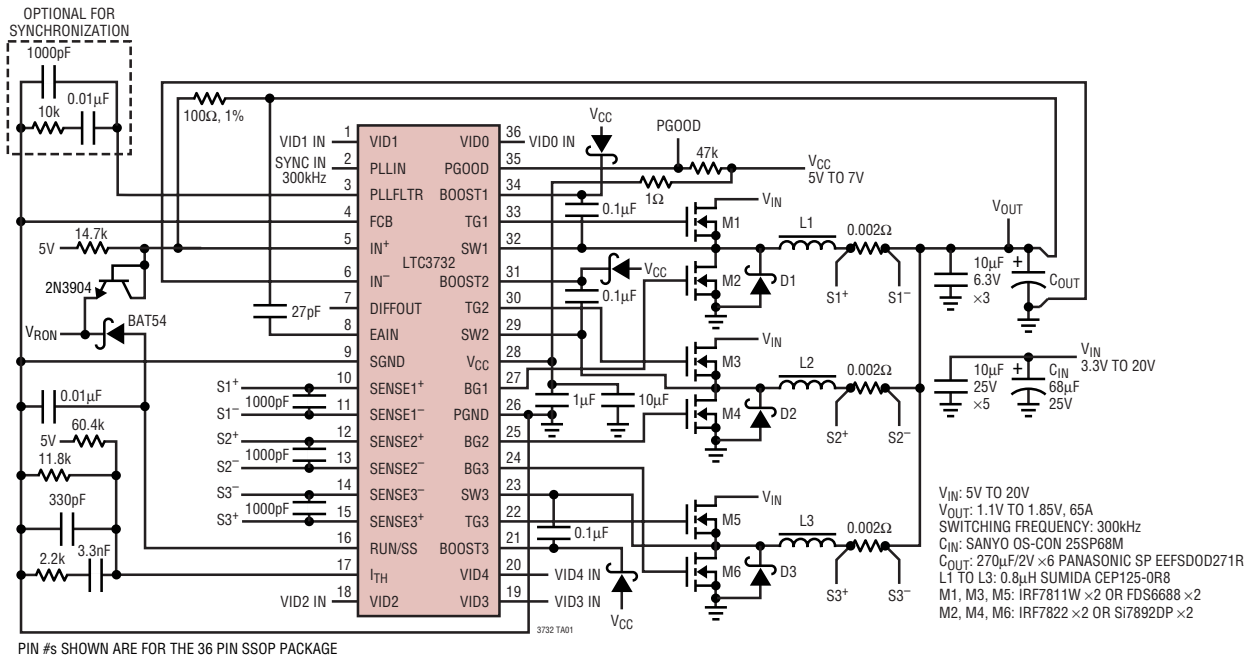 OPTIONAL FOR
SYNCHRONIZATION
1000pF
0.01µF
10k
100Ω, 1%
VID1 IN
1
VID1
SYNC IN
300kHz
2
PLLIN
3
PLLFLTR
4
FCB
5V
14.7k
5
IN+
6
IN−
2N3904
7
DIFFOUT
27pF
8
EAIN
BAT54
VRON
9
SGND
S1+
10
SENSE1+
0.01µF
1000pF
S1−
11
SENSE1−
5V
60.4k
S2+
12
SENSE2+
11.8k
1000pF
S2−
13
SENSE2−
330pF
S3−
14
SENSE3−
1000pF
S3+
15
SENSE3+
16
RUN/SS
2.2k
3.3nF
17
ITH
VID2 IN
18
VID2
LTC3732
VID0
36
VID0 IN
PGOOD
35
BOOST1
34
TG1
33
SW1
32
BOOST2
31
TG2
30
SW2
29
VCC
28
BG1
27
PGND
26
BG2
25
BG3
24
SW3
23
TG3
22
BOOST3
21
VID4
20
VID4 IN
VID3
19
VID3 IN
3732 TA01
VCC
PGOOD
47k
VCC
5V TO 7V
1Ω
0.1µF
VIN
M1
L1
0.002Ω
VOUT
M2
D1
S1+
S1−
10µF
6.3V
×3
+
COUT
VCC
0.1µF
VIN
M3
L2
0.002Ω
M4
D2
S2+
S2−
1µF
10µF
10µF
25V
×5
+
CIN
68µF
25V
VIN
3.3V TO 20V
0.1µF
VCC
VIN
M5
L3
0.002Ω
M6
D3
S3+
S3−
VIN: 5V TO 20V
VOUT: 1.1V TO 1.85V, 65A
SWITCHING FREQUENCY: 300kHz
CIN: SANYO OS-CON 25SP68M
COUT: 270µF/2V ×6 PANASONIC SP EEFSDOD271R
L1 TO L3: 0.8µH SUMIDA CEP125-0R8
M1, M3, M5: IRF7811W ×2 OR FDS6688 ×2
M2, M4, M6: IRF7822 ×2 OR Si7892DP ×2
PIN #s SHOWN ARE FOR THE 36 PIN SSOP PACKAGE